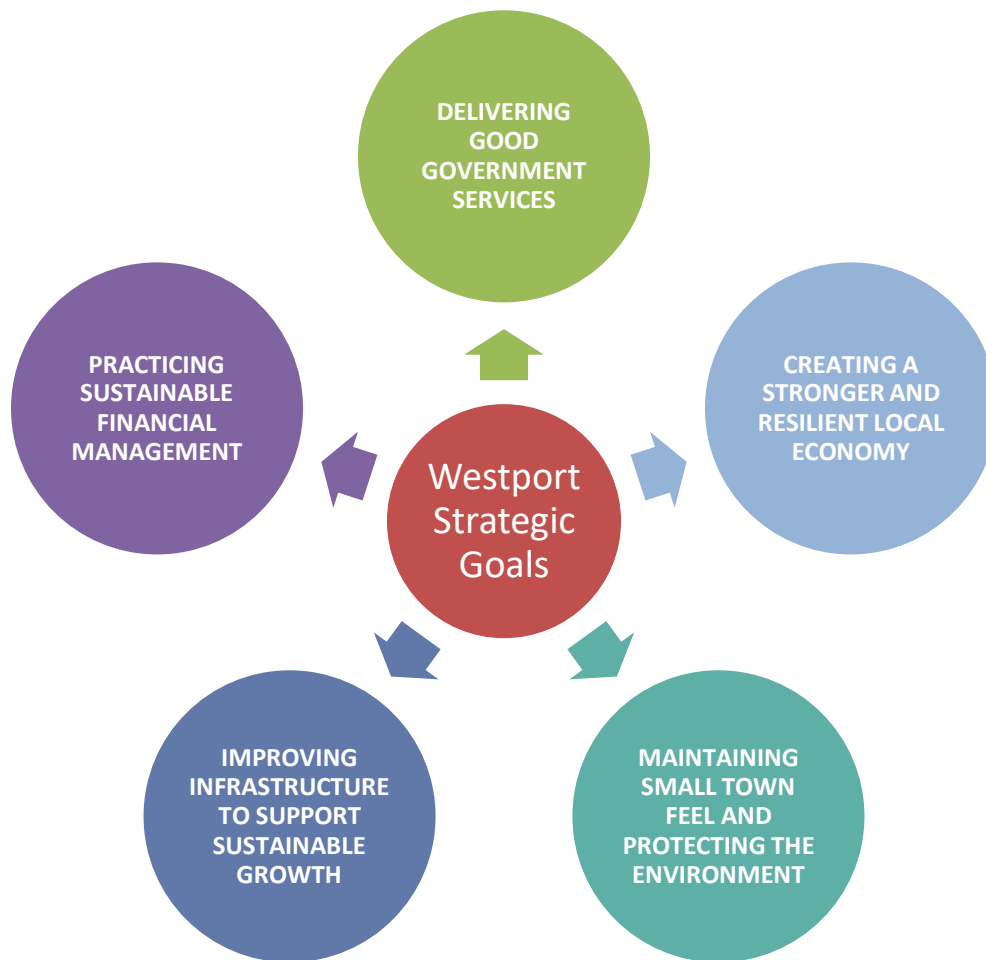 DELIVERING
GOOD
GOVERNMENT
SERVICES
PRACTICING
SUSTAINABLE
FINANCIAL
MANAGEMENT
CREATING A
STRONGER AND
RESILIENT LOCAL
ECONOMY
Westport
Strategic
Goals
IMPROVING
INFRASTRUCTURE
TO SUPPORT
SUSTAINABLE
GROWTH
MAINTAINING
SMALL TOWN
FEEL AND
PROTECTING THE
ENVIRONMENT